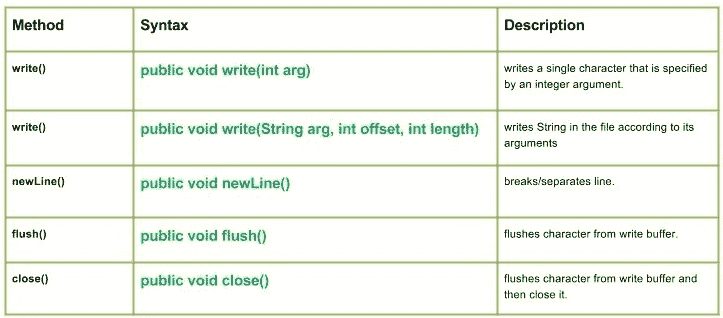 Method Syntax Description
write() public void write(int arg) writes a single character that is specified
by an integer argument.
write() public void write(String arg, int offset, int length) writes String in the file according to its
arguments
newLine() public void newLine() breaks/separates line.
flush() public void flush() flushes character from write buffer.
close() public void close() flushes character from write buffer and
then close it.